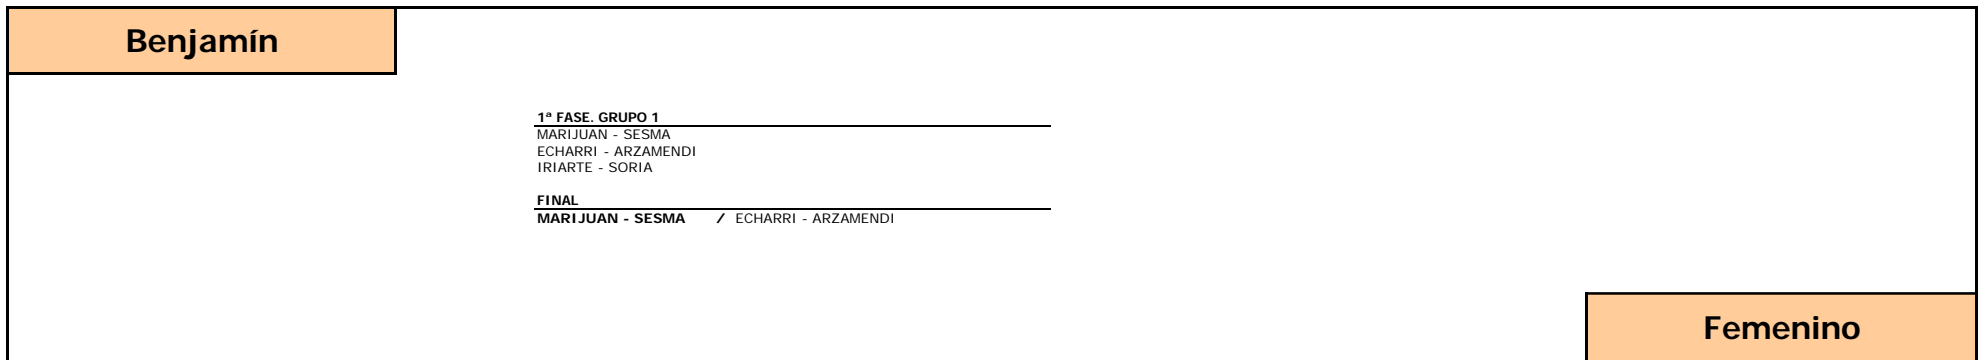 Benjamín
1ª FASE. GRUPO 1
MARIJUAN - SESMA
ECHARRI - ARZAMENDI
IRIARTE - SORIA
FINAL
MARIJUAN - SESMA / ECHARRI - ARZAMENDI
Femenino